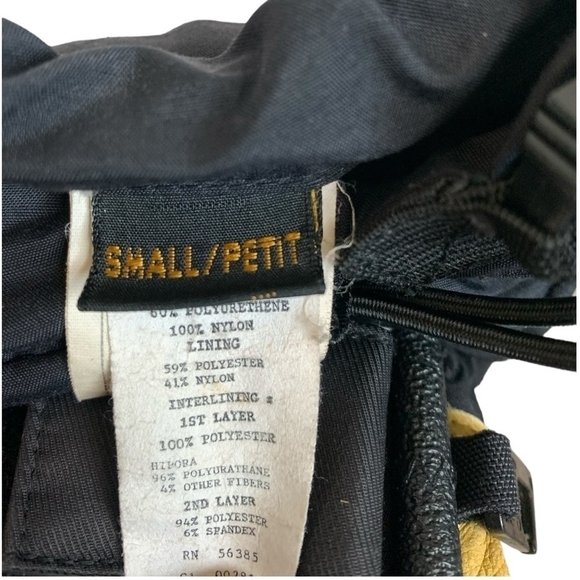 SMALL/PETIT
60% POLYURETHENE
100% NYLON
LINING
59% POLYESTER
41% NYLON
INTERLINING :
1ST LAYER
100% POLYESTER
HIPORA
96% POLYURATHANE
4% OTHER FIBERS
2ND LAYER
94% POLYESTER
6% SPANDEX
RN 56385